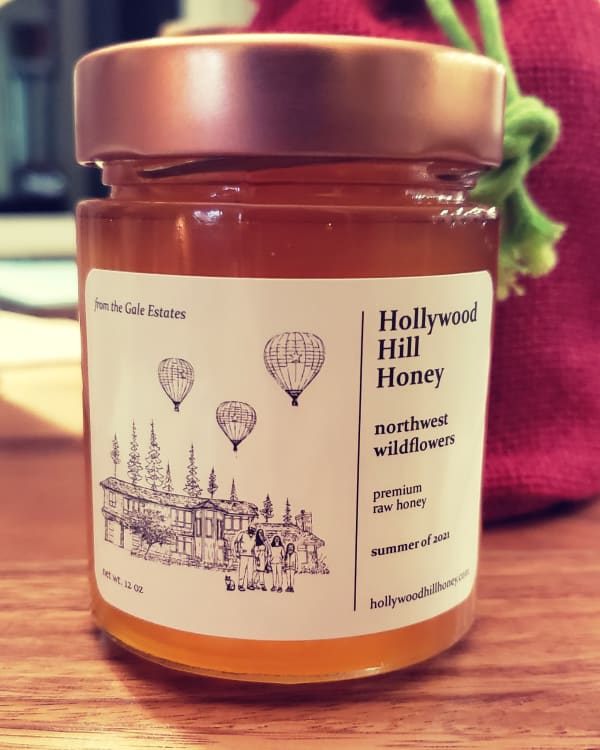 from the Gale Estates
Hollywood
Hill
Honey
northwest
wildflowers
premium
raw honey
summer of 2021
net wt. 12 oz
hollywoodhillhoney.com